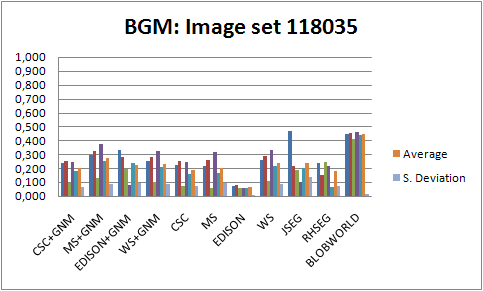 BGM: Image set 118035
1,000
0,900
0,800
0,700
0,600
0,500
0,400
0,300
0,200
0,100
0,000
CSC+GNM
MS+GNM
EDISON+GNM
WS+GNM
CSC
MS
EDISON
WS
JSEG
RHSEG
BLOBWORLD
Average
S. Deviation